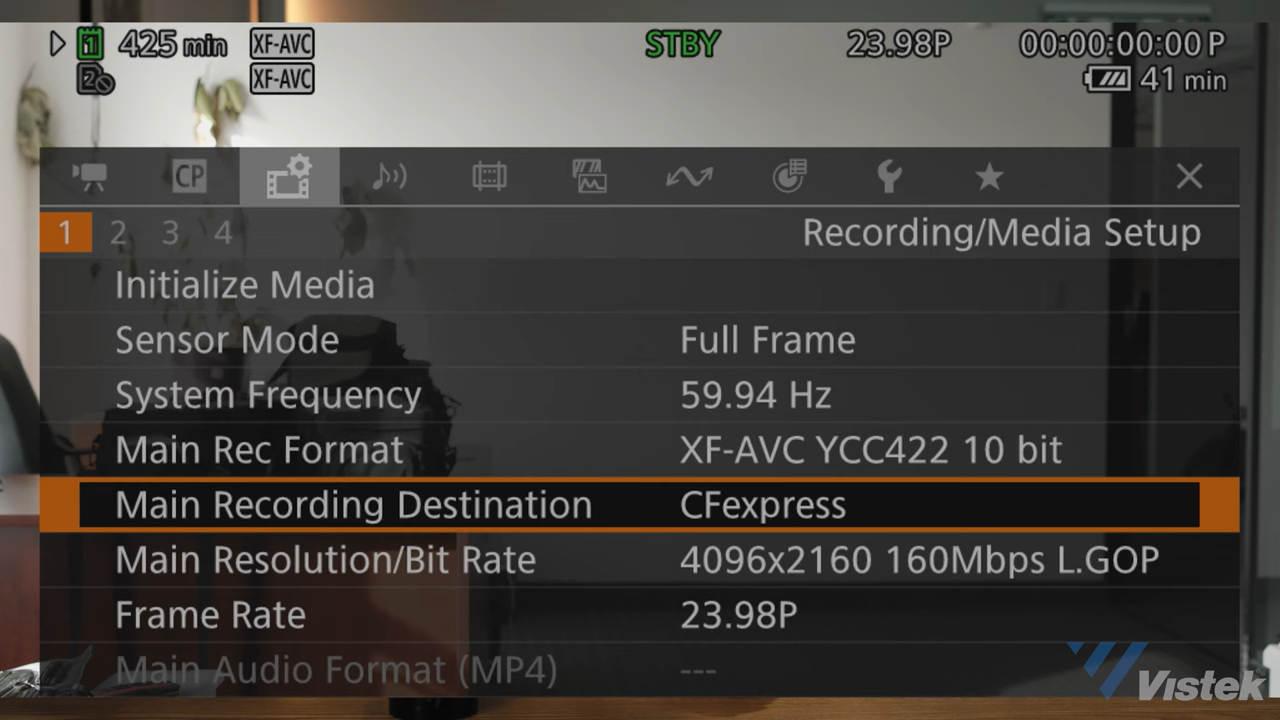 1 425 min XF-AVC STBY 23.98P 00:00:00:00 P
2 XF-AVC 41 min
CP
1 2 3 4 Recording/Media Setup
Initialize Media
Sensor Mode Full Frame
System Frequency 59.94 Hz
Main Rec Format XF-AVC YCC422 10 bit
Main Recording Destination CFexpress
Main Resolution/Bit Rate 4096x2160 160Mbps L.GOP
Frame Rate 23.98P
Main Audio Format (MP4) ---
Vistek